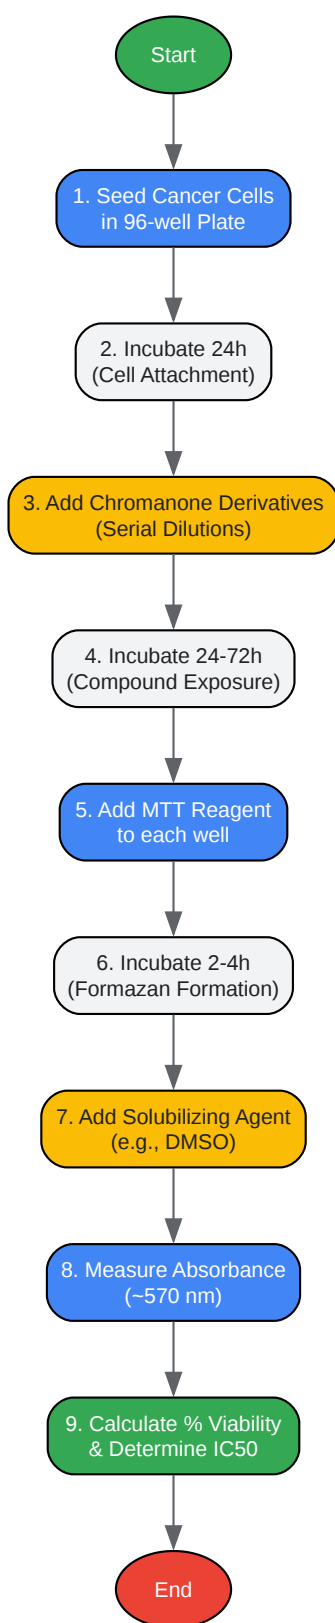 Start
1. Seed Cancer Cells
in 96-well Plate
2. Incubate 24h
(Cell Attachment)
3. Add Chromanone Derivatives
(Serial Dilutions)
4. Incubate 24-72h
(Compound Exposure)
5. Add MTT Reagent
to each well
6. Incubate 2-4h
(Formazan Formation)
7. Add Solubilizing Agent
(e.g., DMSO)
8. Measure Absorbance
(~570 nm)
9. Calculate % Viability
& Determine IC50
End